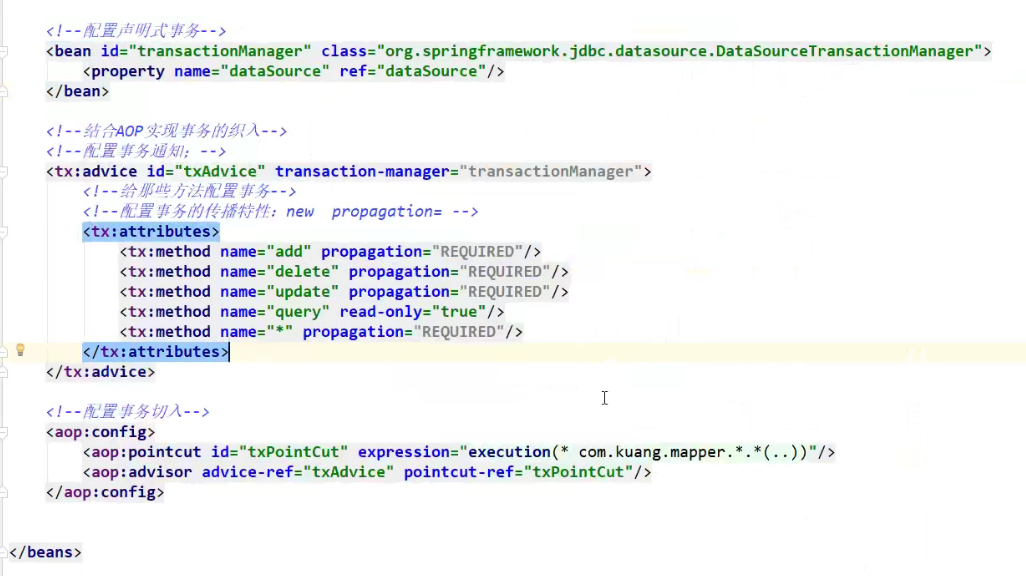 <!--配置声明式事务-->
<bean id="transactionManager" class="org.springframework.jdbc.datasource.DataSourceTransactionManager">
<property name="dataSource" ref="dataSource"/>
</bean>
<!--结合AOP实现事务的织入-->
<!--配置事务通知；-->
<tx:advice id="txAdvice" transaction-manager="transactionManager">
<!--给那些方法配置事务-->
<!--配置事务的传播特性：new  propagation= -->
<tx:attributes>
<tx:method name="add" propagation="REQUIRED"/>
<tx:method name="delete" propagation="REQUIRED"/>
<tx:method name="update" propagation="REQUIRED"/>
<tx:method name="query" read-only="true"/>
<tx:method name="*" propagation="REQUIRED"/>
</tx:attributes>
</tx:advice>
<!--配置事务切入-->
<aop:config>
<aop:pointcut id="txPointCut" expression="execution(* com.kuang.mapper.*.*(..))"/>
<aop:advisor advice-ref="txAdvice" pointcut-ref="txPointCut"/>
</aop:config>
</beans>